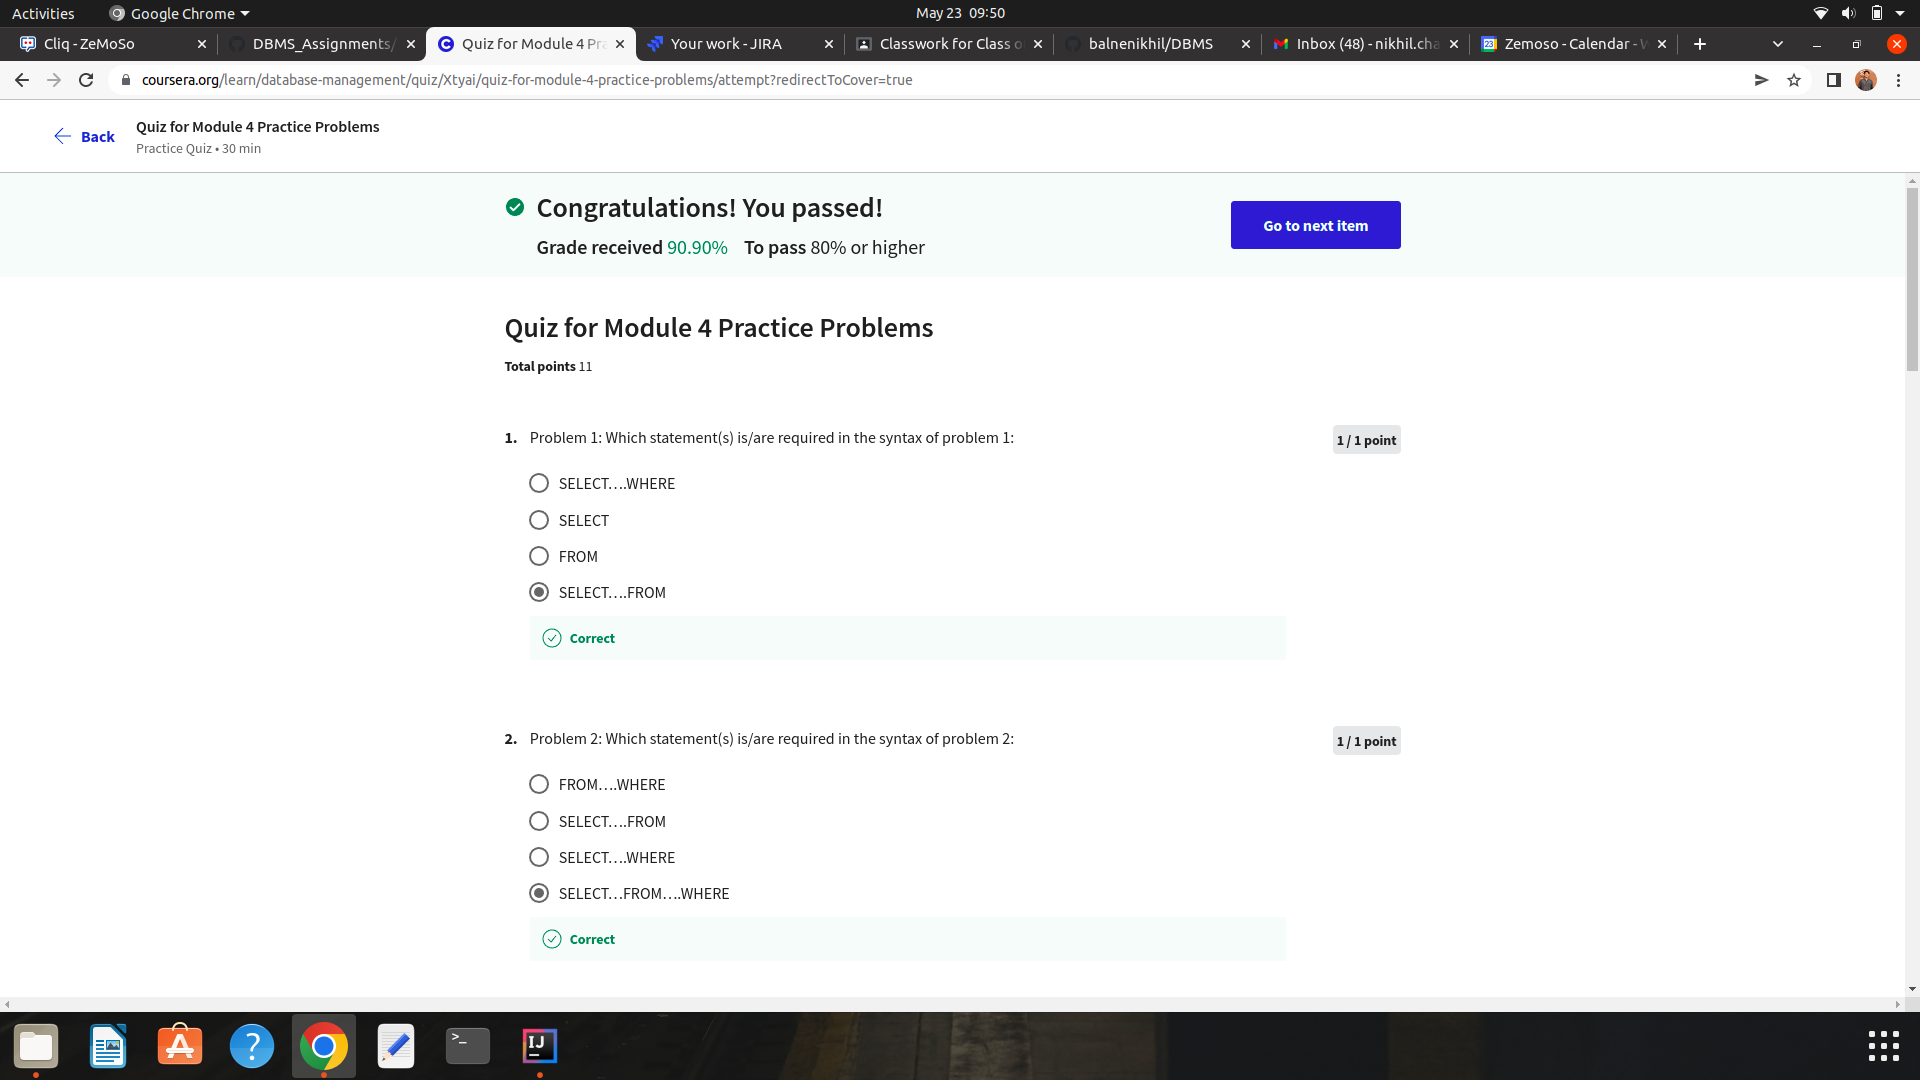 Activities
Google Chrome
May 23 09:50
Cliq - ZeMoSo
DBMS_Assignments/
Quiz for Module 4 Pra
Your work - JIRA
Classwork for Class o
balnenikhil/DBMS
Inbox (48) - nikhil.cha
Zemoso - Calendar - W
coursera.org/learn/database-management/quiz/Xtyai/quiz-for-module-4-practice-problems/attempt?redirectToCover=true
Back
Quiz for Module 4 Practice Problems
Practice Quiz • 30 min
Congratulations! You passed!
Grade received 90.90% To pass 80% or higher
Go to next item
Quiz for Module 4 Practice Problems
Total points 11
1. Problem 1: Which statement(s) is/are required in the syntax of problem 1:
1 / 1 point
SELECT….WHERE
SELECT
FROM
SELECT….FROM
Correct
2. Problem 2: Which statement(s) is/are required in the syntax of problem 2:
1 / 1 point
FROM….WHERE
SELECT….FROM
SELECT….WHERE
SELECT…FROM….WHERE
Correct